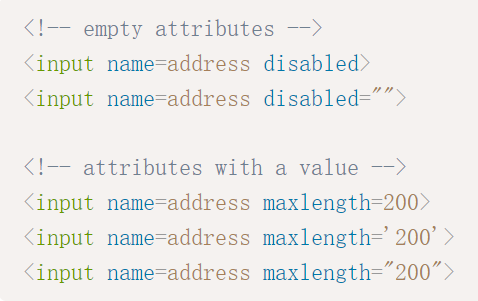 <!-- empty attributes -->
<input name=address disabled>
<input name=address disabled="">
<!-- attributes with a value -->
<input name=address maxlength=200>
<input name=address maxlength='200'>
<input name=address maxlength="200">